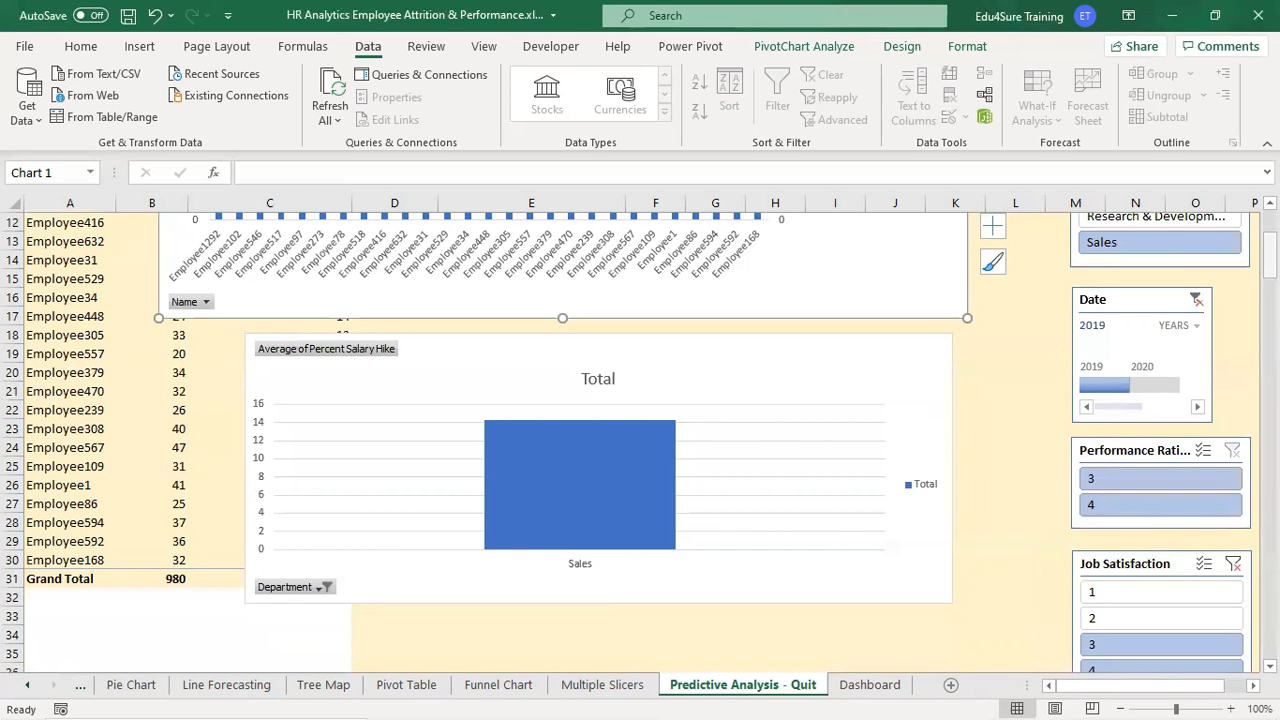 AutoSave Off HR Analytics Employee Attrition & Performance.xl... Search Edu4Sure Training ET
File Home Insert Page Layout Formulas Data Review View Developer Help Power Pivot PivotChart Analyze Design Format Share Comments
Get Data
From Text/CSV
From Web
From Table/Range
Recent Sources
Existing Connections
Get & Transform Data
Refresh All
Queries & Connections
Properties
Edit Links
Queries & Connections
Stocks Currencies
Data Types
Sort
Filter
Clear
Reapply
Advanced
Sort & Filter
Text to Columns
Data Tools
What-If Analysis
Forecast Sheet
Forecast
Group
Ungroup
Subtotal
Outline
Chart 1 fx
A B C D E F G H I J K L M N O P
12 Employee416
13 Employee632
14 Employee31
15 Employee529
16 Employee34
17 Employee448
18 Employee305 33
19 Employee557 20
20 Employee379 34
21 Employee470 32
22 Employee239 26
23 Employee308 40
24 Employee567 47
25 Employee109 31
26 Employee1 41
27 Employee86 25
28 Employee594 37
29 Employee592 36
30 Employee168 32
31 Grand Total 980
32
33
34
35
0 0
Employee1292 Employee102 Employee546 Employee517 Employee97 Employee273 Employee78 Employee518 Employee416 Employee632 Employee31 Employee529 Employee34 Employee448 Employee305 Employee557 Employee379 Employee470 Employee239 Employee308 Employee567 Employee109 Employee1 Employee86 Employee594 Employee592 Employee168
Name
Average of Percent Salary Hike
Total
16
14
12
10
8
6
4
2
0
Sales
Total
Department
Research & Developm...
Sales
Date
2019 YEARS
2019 2020
Performance Rati...
3
4
Job Satisfaction
1
2
3
4
... Pie Chart Line Forecasting Tree Map Pivot Table Funnel Chart Multiple Slicers Predictive Analysis - Quit Dashboard
Ready 100%